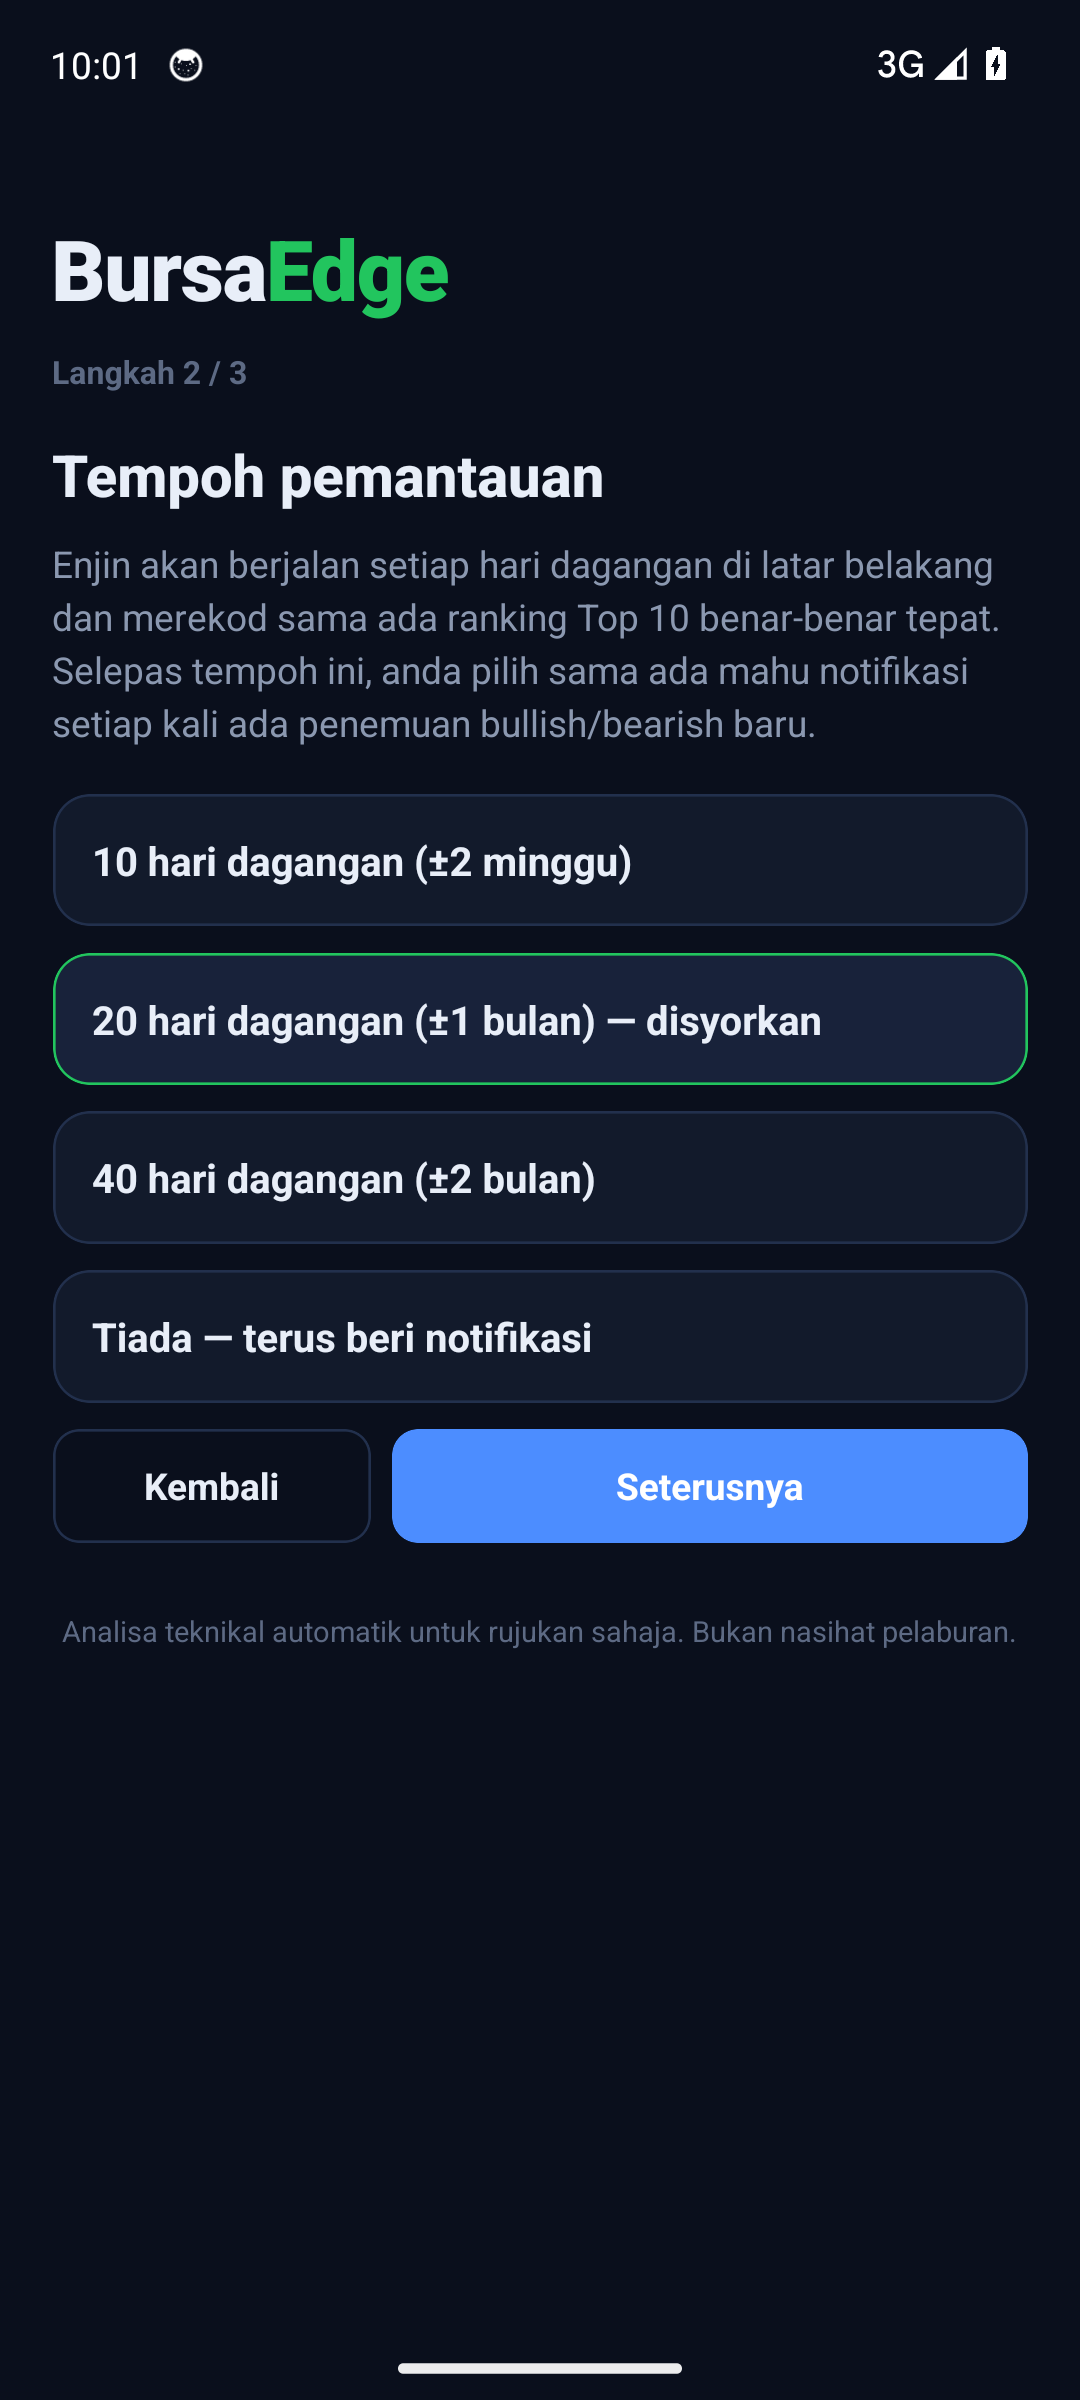 10:01
3G
BursaEdge
Langkah 2 / 3
Tempoh pemantauan
Enjin akan berjalan setiap hari dagangan di latar belakang
dan merekod sama ada ranking Top 10 benar-benar tepat.
Selepas tempoh ini, anda pilih sama ada mahu notifikasi
setiap kali ada penemuan bullish/bearish baru.
10 hari dagangan (±2 minggu)
20 hari dagangan (±1 bulan) — disyorkan
40 hari dagangan (±2 bulan)
Tiada — terus beri notifikasi
Kembali
Seterusnya
Analisa teknikal automatik untuk rujukan sahaja. Bukan nasihat pelaburan.